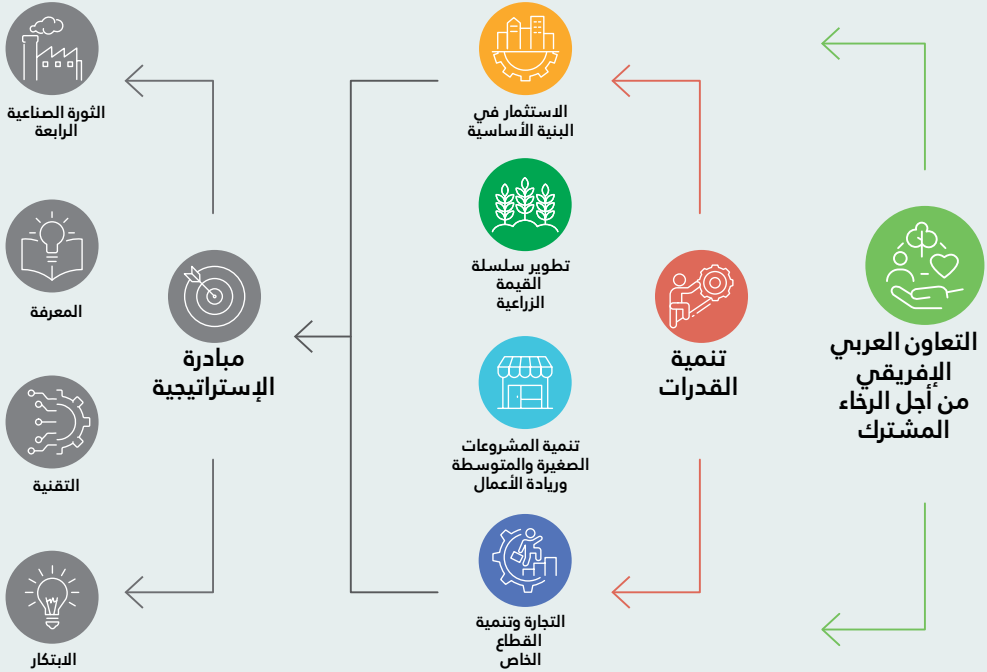 التعاون العربي
الإفريقي
من أجل الرخاء
المشترك
تنمية
القدرات
الاستثمار في
البنية الأساسية
تطوير سلسلة
القيمة
الزراعية
تنمية المشروعات
الصغيرة والمتوسطة
وريادة الأعمال
التجارة وتنمية
القطاع
الخاص
مبادرة
الإستراتيجية
الثورة الصناعية
الرابعة
المعرفة
التقنية
الابتكار